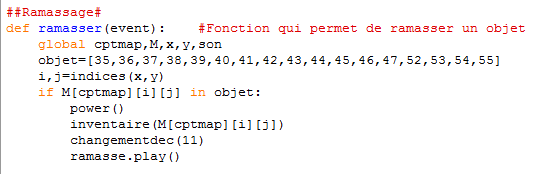 ##Ramassage#
def ramasser(event):    #Fonction qui permet de ramasser un objet
    global cptmap,M,x,y,son
    objet=[35,36,37,38,39,40,41,42,43,44,45,46,47,52,53,54,55]
    i,j=indices(x,y)
    if M[cptmap][i][j] in objet:
        power()
        inventaire(M[cptmap][i][j])
        changementdec(11)
        ramasse.play()